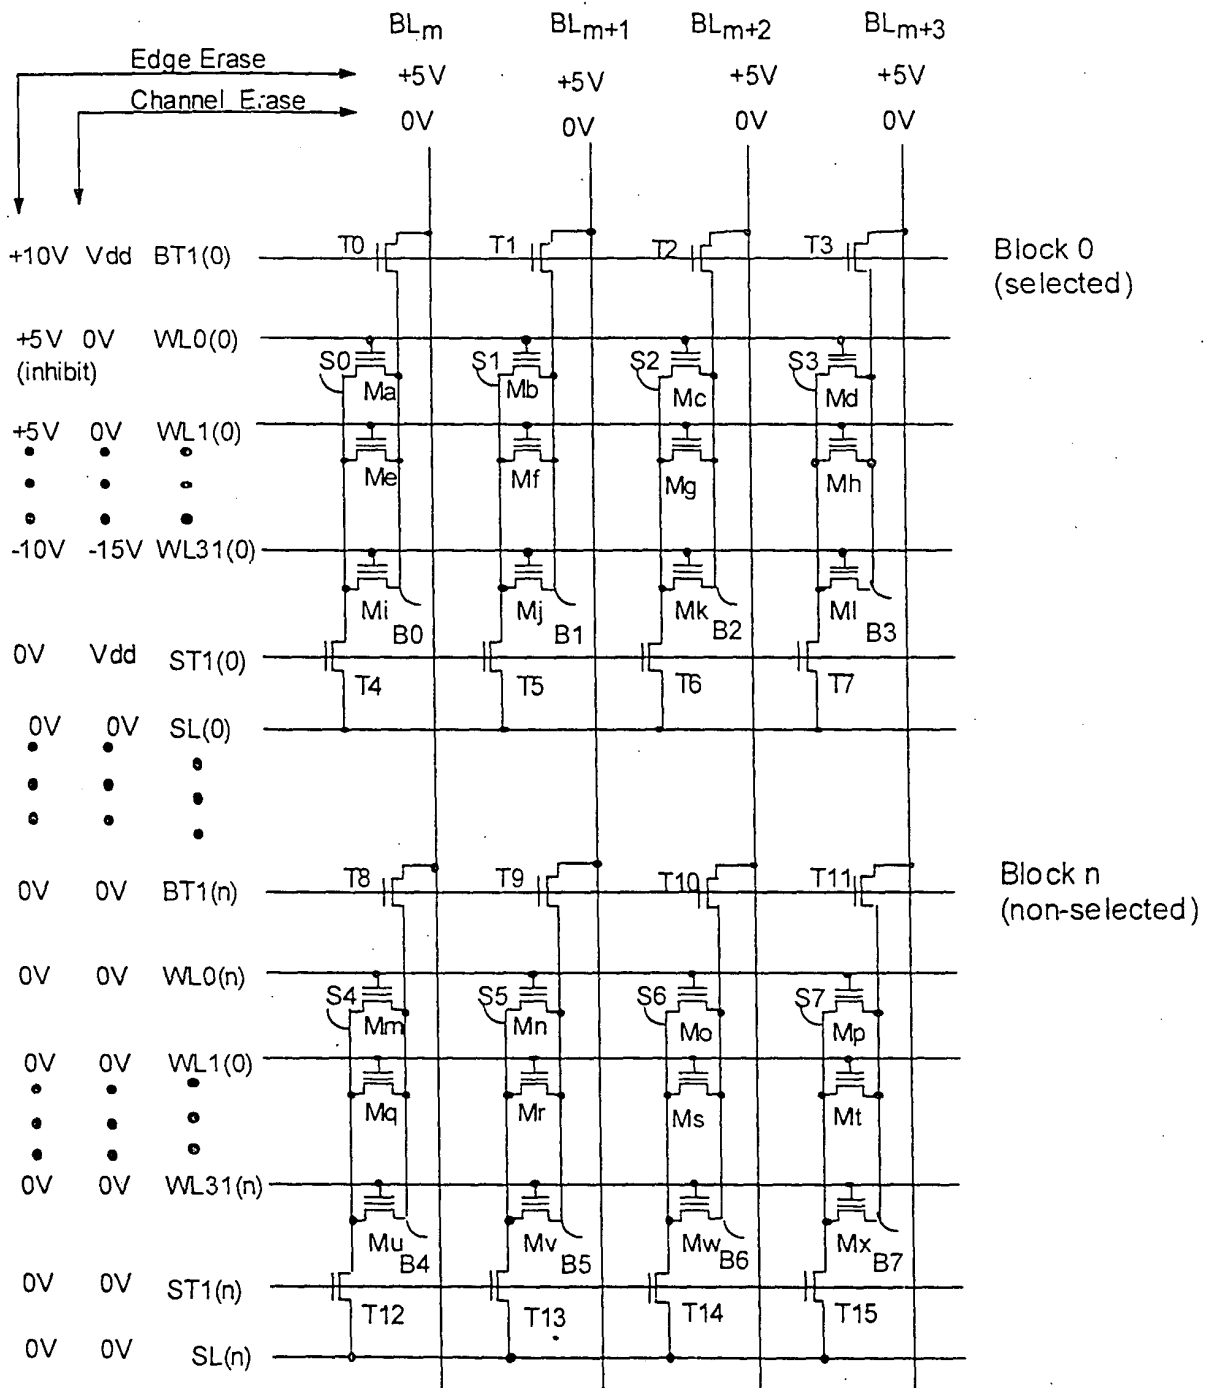 BLm BLm+1 BLm+2 BLm+3
Edge Erase +5V +5V +5V +5V
Channel Erase 0V 0V 0V 0V
+10V Vdd BT1(0) T0 T1 T2 T3 Block 0
(selected)
+5V 0V WL0(0)
(inhibit) S0 S1 S2 S3
Ma Mb Mc Md
+5V 0V WL1(0)
Me Mf Mg Mh
-10V -15V WL31(0)
Mi Mj Mk Ml
B0 B1 B2 B3
0V Vdd ST1(0)
T4 T5 T6 T7
0V 0V SL(0)
0V 0V BT1(n) T8 T9 T10 T11 Block n
(non-selected)
0V 0V WL0(n)
S4 S5 S6 S7
Mm Mn Mo Mp
0V 0V WL1(0)
Mq Mr Ms Mt
0V 0V WL31(n)
Mu Mv Mw Mx
B4 B5 B6 B7
0V 0V ST1(n)
T12 T13 T14 T15
0V 0V SL(n)